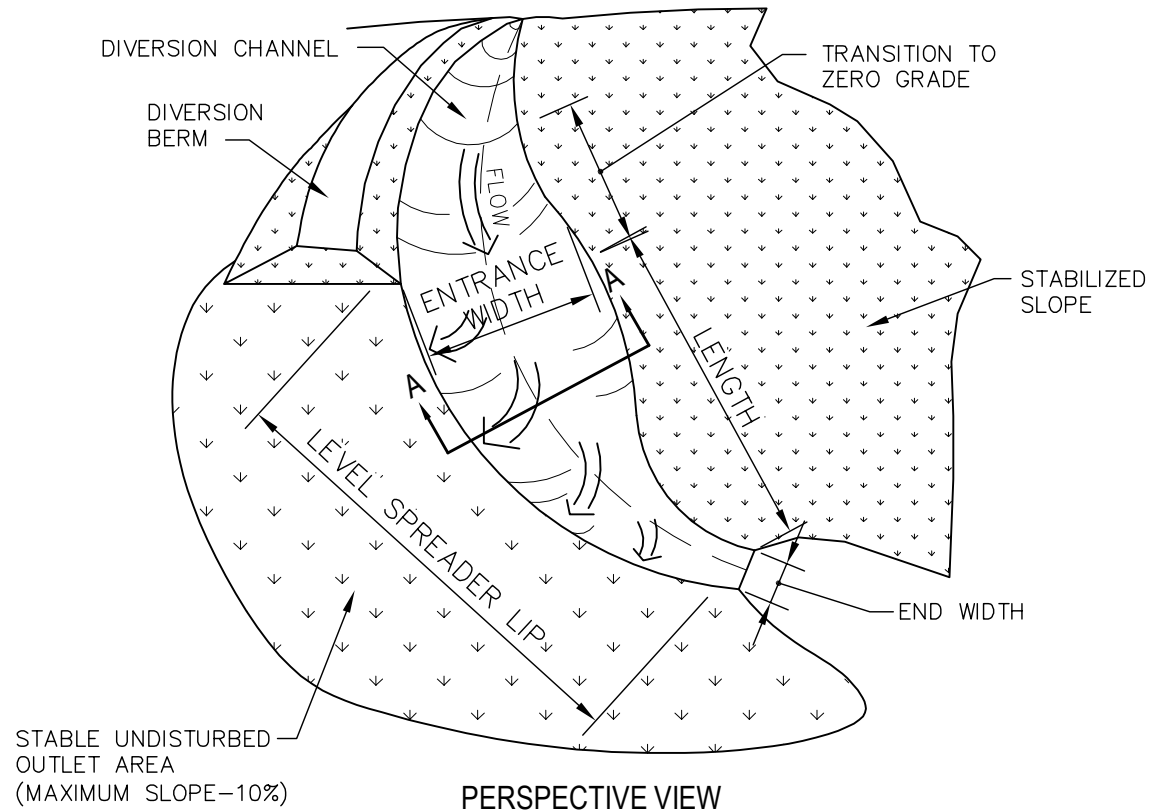 DIVERSION CHANNEL
TRANSITION TO
ZERO GRADE
DIVERSION
BERM
FLOW
ENTRANCE
WIDTH
A
STABILIZED
SLOPE
LENGTH
A
LEVEL SPREADER LIP
END WIDTH
STABLE UNDISTURBED
OUTLET AREA
(MAXIMUM SLOPE-10%)
PERSPECTIVE VIEW